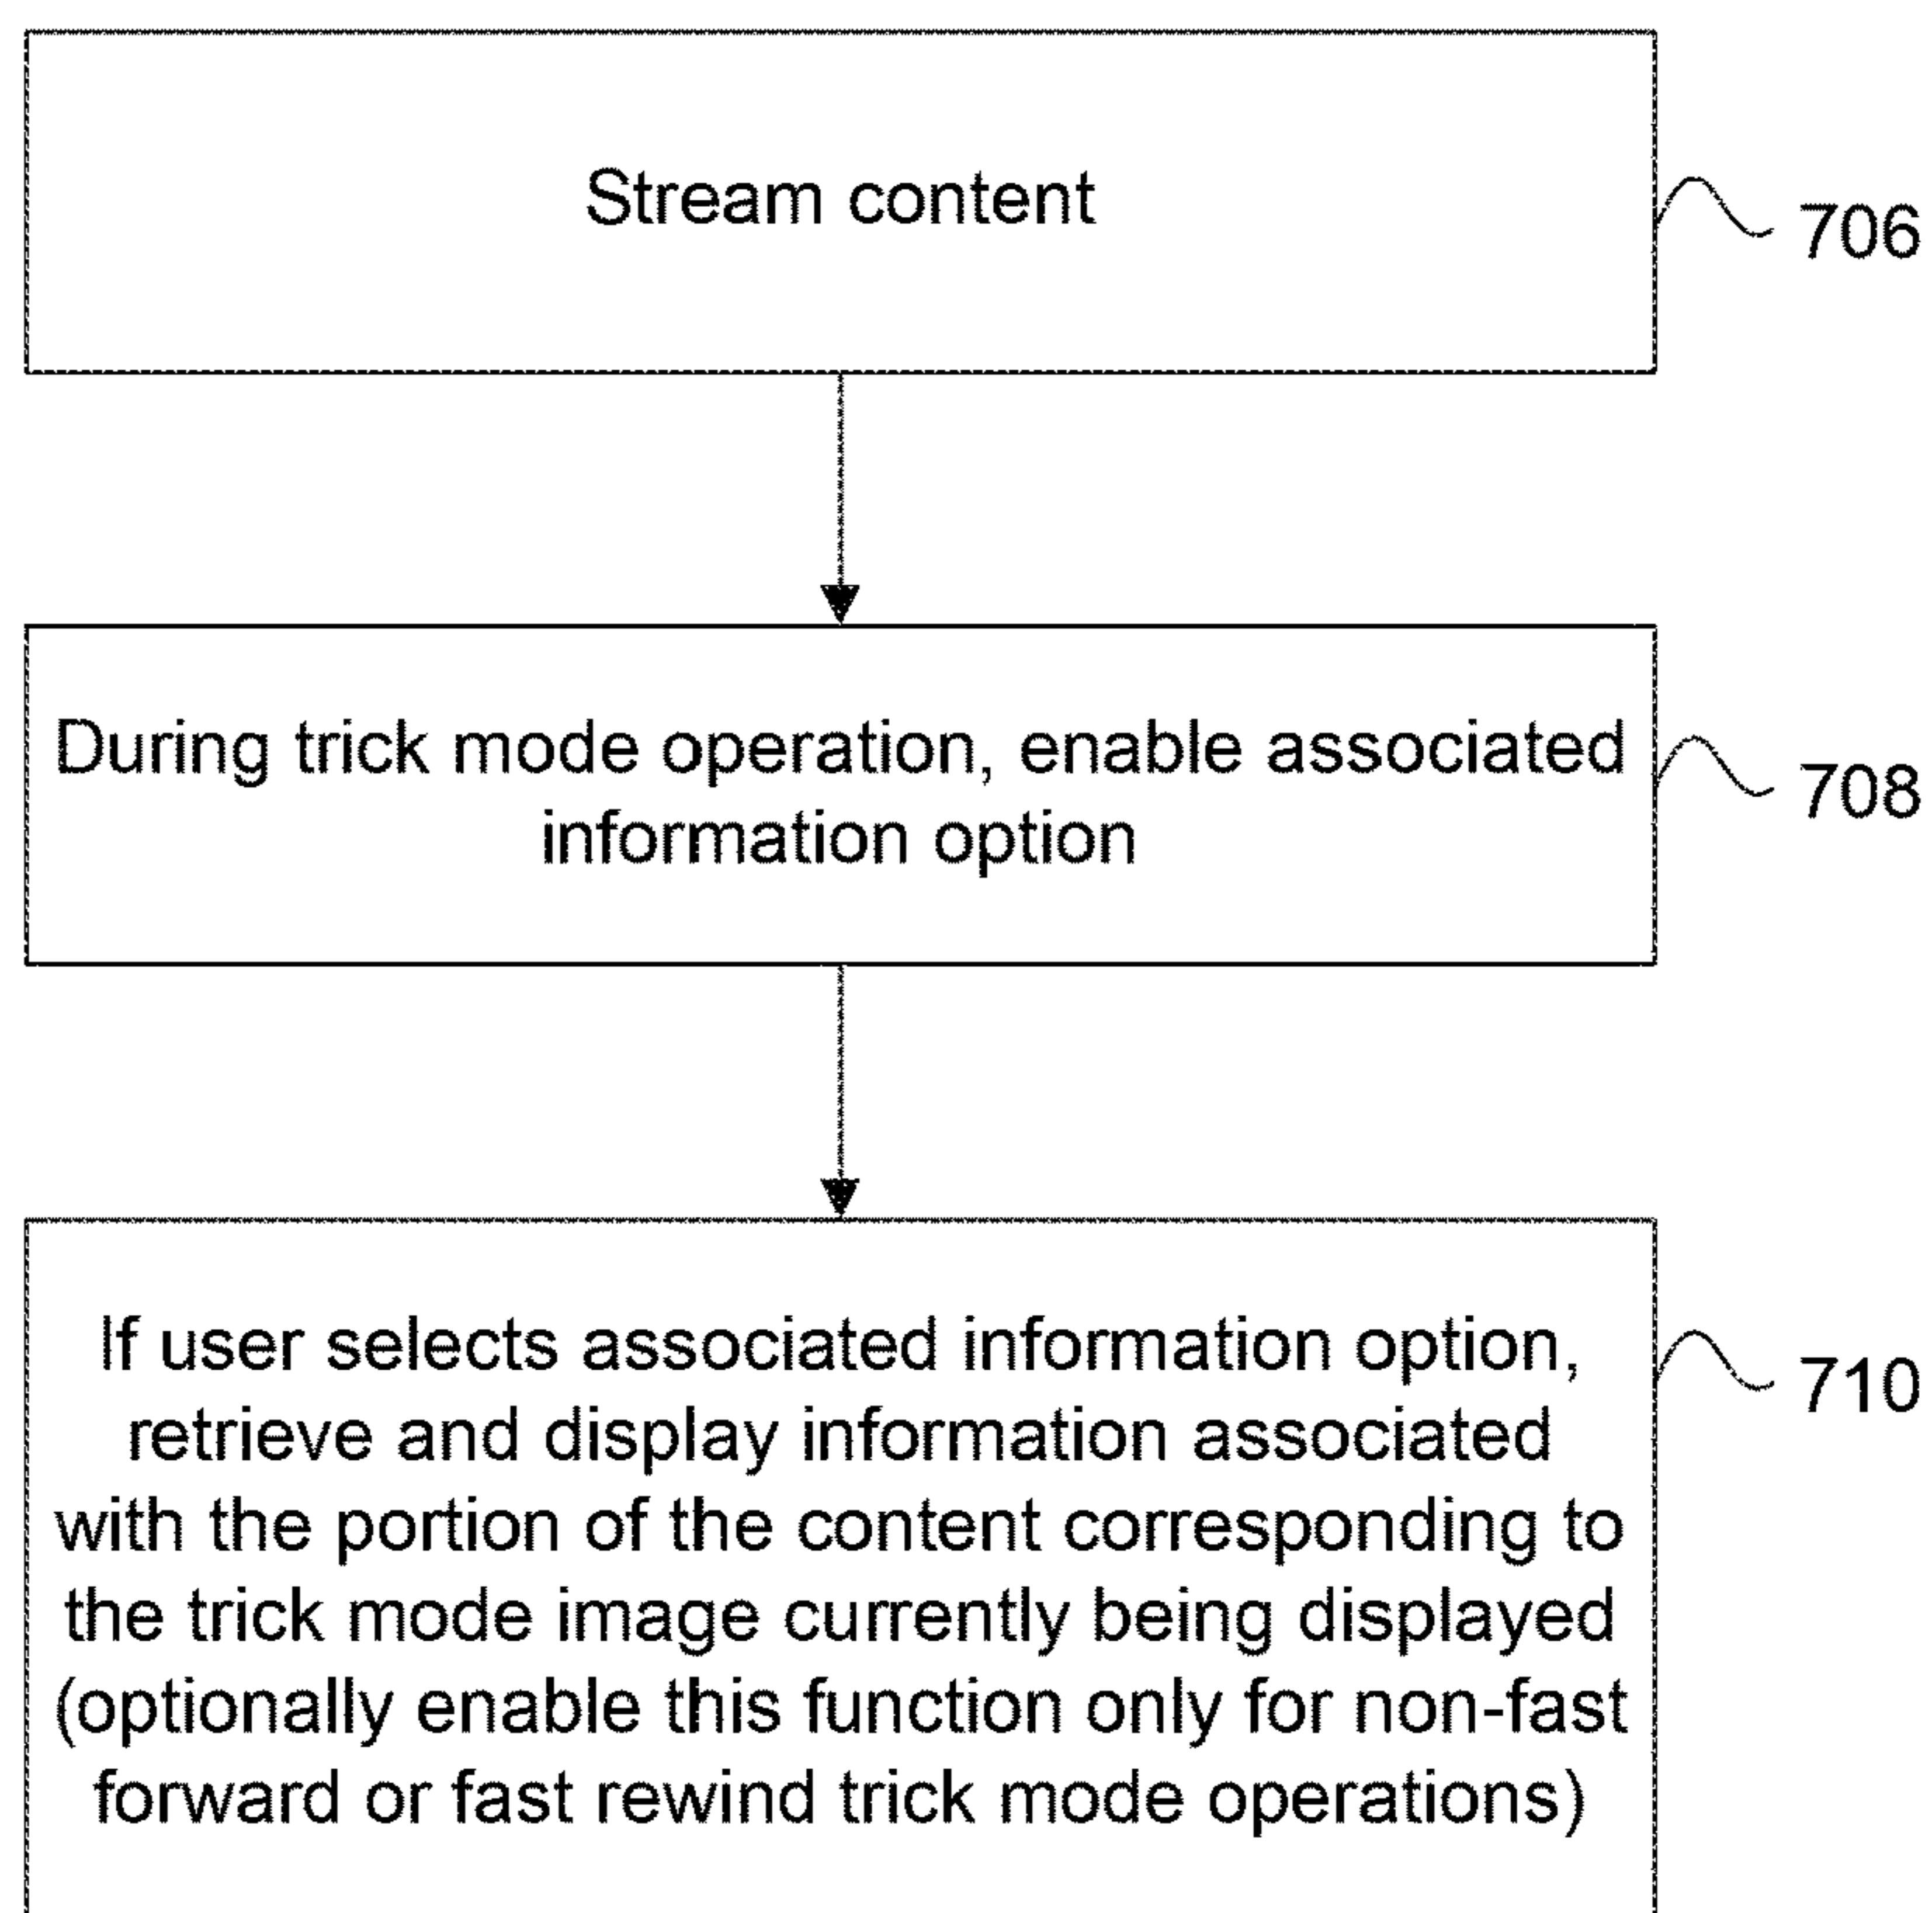 Stream content
706
During trick mode operation, enable associated
information option
708
If user selects associated information option,
retrieve and display information associated
with the portion of the content corresponding to
the trick mode image currently being displayed
(optionally enable this function only for non-fast
forward or fast rewind trick mode operations)
710